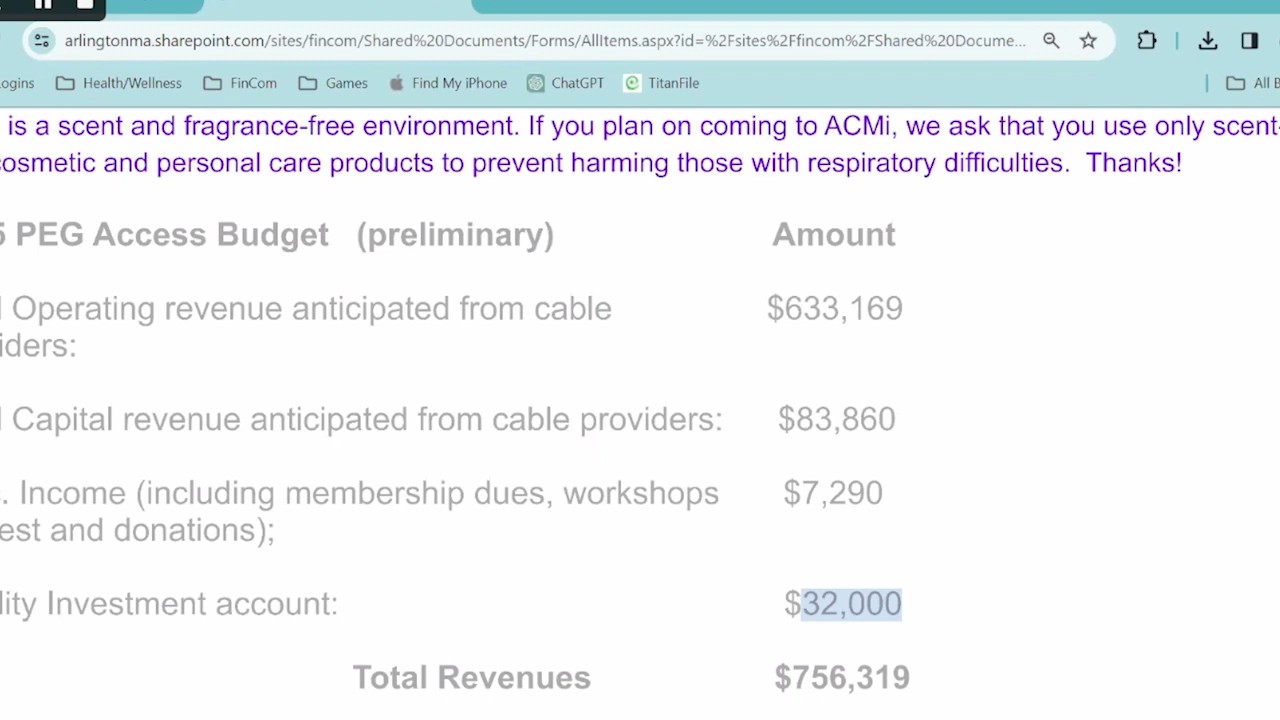 arlingtonma.sharepoint.com/sites/fincom/Shared%20Documents/Forms/AllItems.aspx?id=%2Fsites%2Ffincom%2FShared%20Docume...
ogins Health/Wellness FinCom Games Find My iPhone ChatGPT TitanFile All B
is a scent and fragrance-free environment. If you plan on coming to ACMi, we ask that you use only scent-
cosmetic and personal care products to prevent harming those with respiratory difficulties. Thanks!
5 PEG Access Budget (preliminary) Amount
l Operating revenue anticipated from cable $633,169
iders:
l Capital revenue anticipated from cable providers: $83,860
. Income (including membership dues, workshops $7,290
est and donations);
lity Investment account: $32,000
Total Revenues $756,319